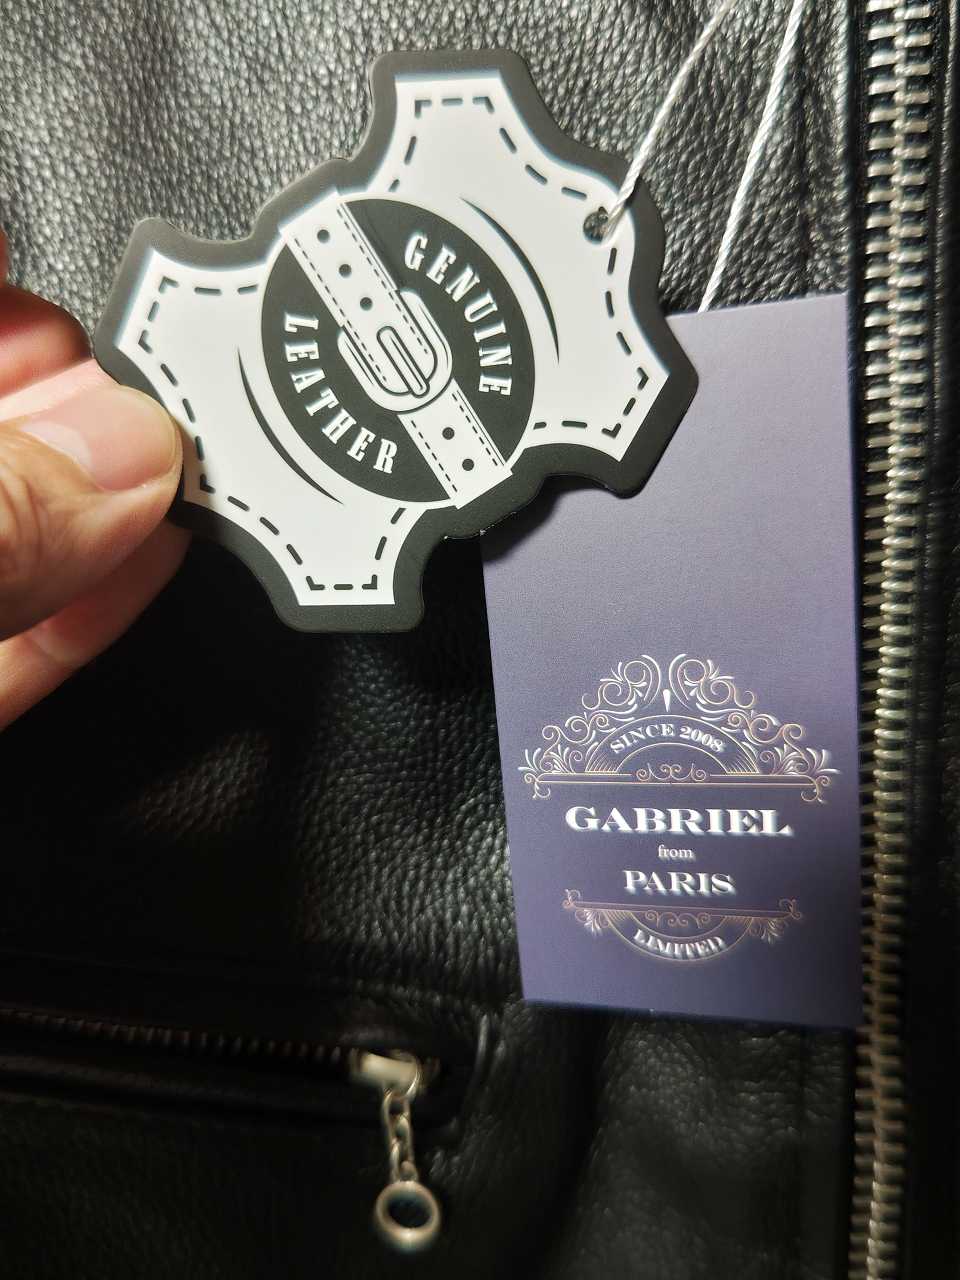 GENUINE
LEATHER
SINCE 2008
GABRIEL
from
PARIS
LIMITED